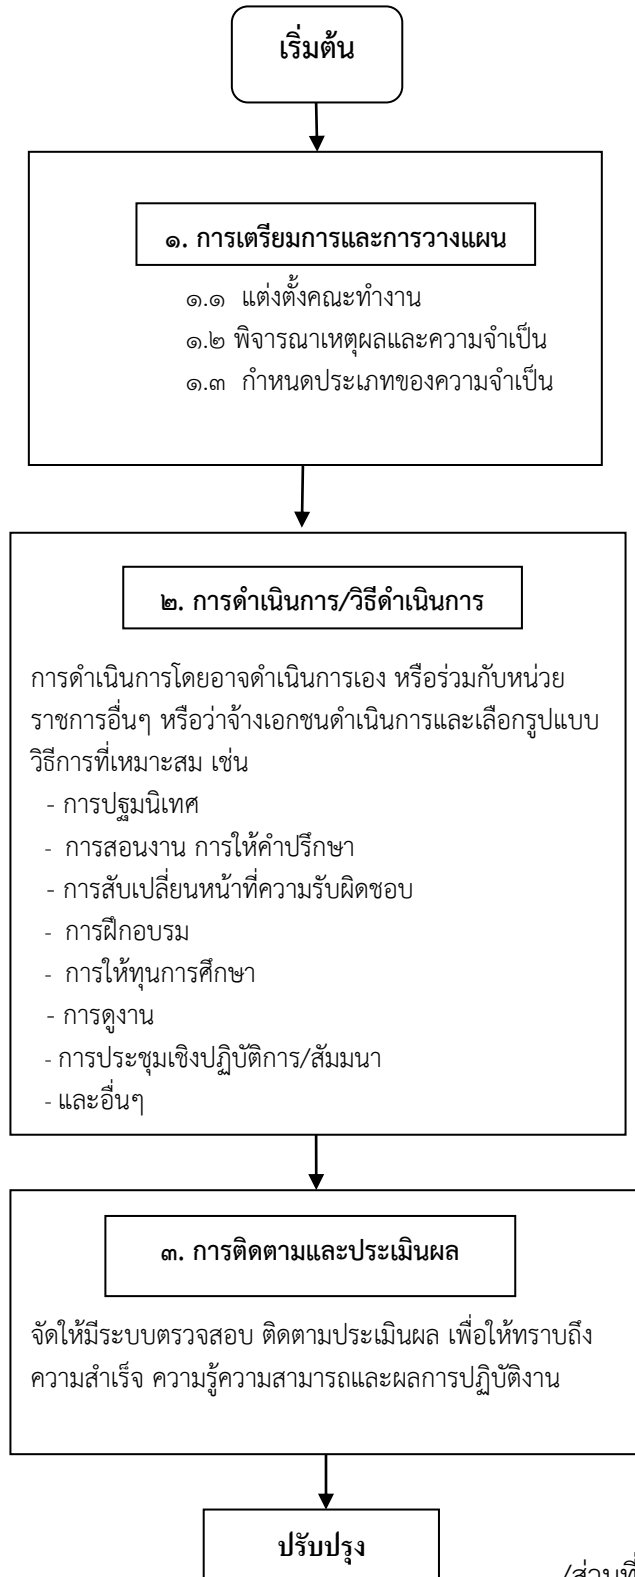 เริ่มต้น
๑. การเตรียมการและการวางแผน
๑.๑ แต่งตั้งคณะทำงาน
๑.๒ พิจารณาเหตุผลและความจำเป็น
๑.๓ กำหนดประเภทของความจำเป็น
๒. การดำเนินการ/วิธีดำเนินการ
การดำเนินการโดยอาจดำเนินการเอง หรือร่วมกับหน่วย
ราชการอื่นๆ หรือว่าจ้างเอกชนดำเนินการและเลือกรูปแบบ
วิธีการที่เหมาะสม เช่น
- การปฐมนิเทศ
- การสอนงาน การให้คำปรึกษา
- การสับเปลี่ยนหน้าที่ความรับผิดชอบ
- การฝึกอบรม
- การให้ทุนการศึกษา
- การดูงาน
- การประชุมเชิงปฏิบัติการ/สัมมนา
- และอื่นๆ
๓. การติดตามและประเมินผล
จัดให้มีระบบตรวจสอบ ติดตามประเมินผล เพื่อให้ทราบถึง
ความสำเร็จ ความรู้ความสามารถและผลการปฏิบัติงาน
ปรับปรุง
/ส่วนที่